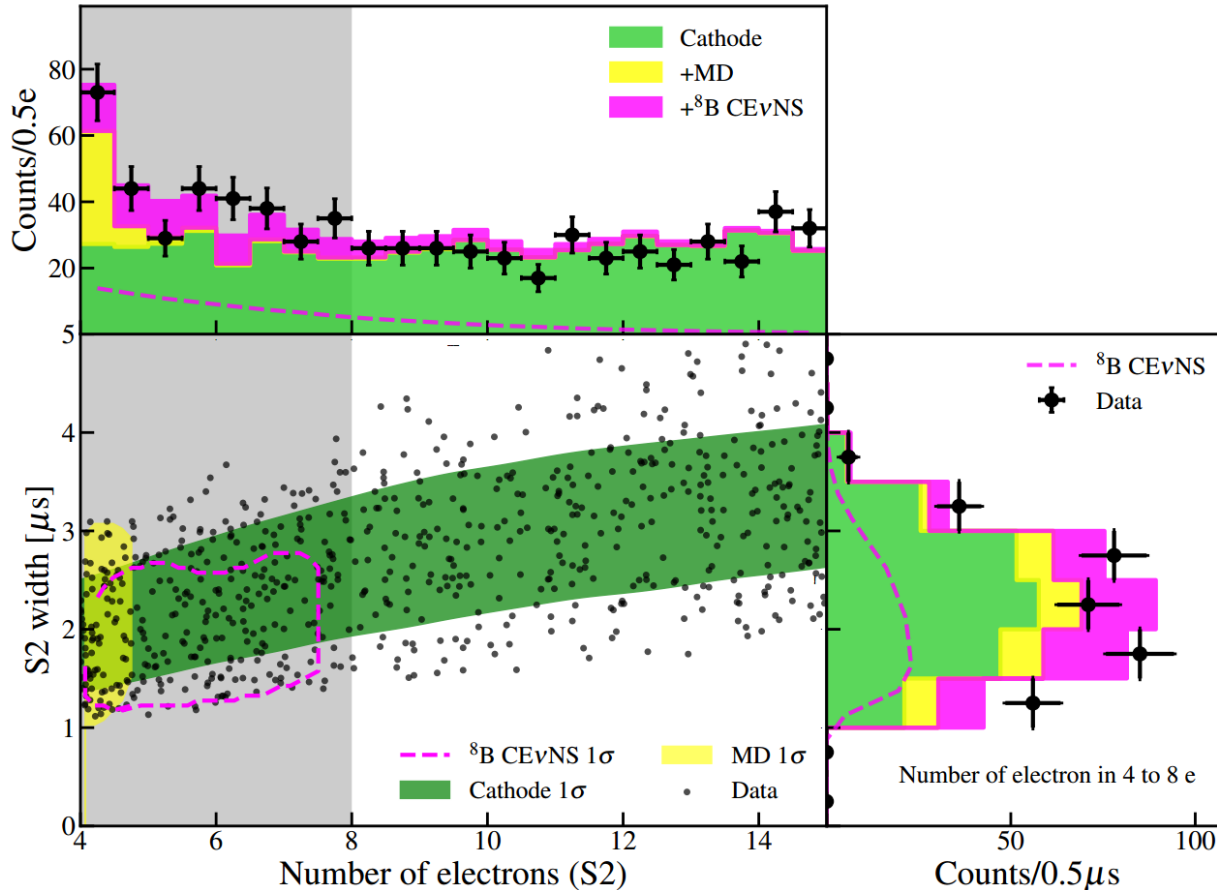 Counts/0.5e
80
60
40
20
5
Cathode
+MD
+⁸B CEνNS
S2 width [μs]
4
3
2
1
0
⁸B CEνNS 1σ
MD 1σ
Cathode 1σ
Data
4
6
8
10
12
14
Number of electrons (S2)
⁸B CEνNS
Data
Number of electron in 4 to 8 e
50
100
Counts/0.5μs